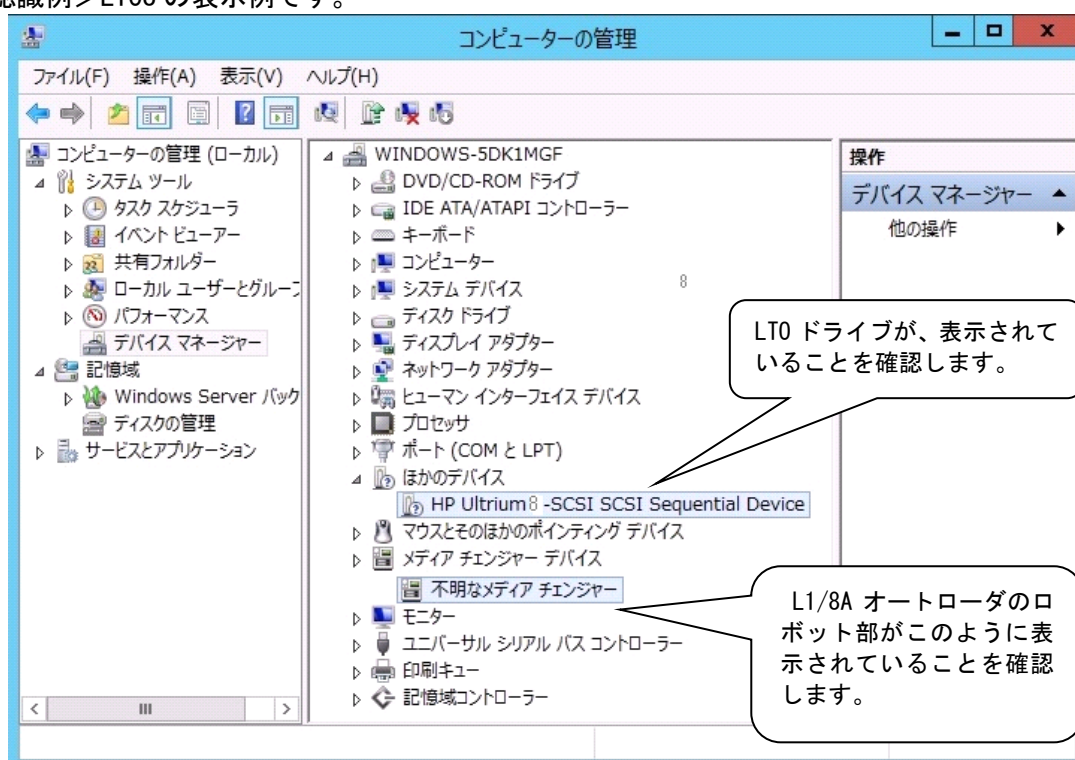 認識例＞LTO8 の表示例です。
コンピューターの管理
ファイル(F) 操作(A) 表示(V) ヘルプ(H)
コンピューターの管理 (ローカル)
システム ツール
タスク スケジューラ
イベント ビューアー
共有フォルダー
ローカル ユーザーとグループ
パフォーマンス
デバイス マネージャー
記憶域
Windows Server バック
ディスクの管理
サービスとアプリケーション
WINDOWS-5DK1MGF
DVD/CD-ROM ドライブ
IDE ATA/ATAPI コントローラー
キーボード
コンピューター
システム デバイス
8
ディスク ドライブ
ディスプレイ アダプター
ネットワーク アダプター
ヒューマン インターフェイス デバイス
プロセッサ
ポート (COM と LPT)
ほかのデバイス
HP Ultrium8 -SCSI SCSI Sequential Device
マウスとそのほかのポインティング デバイス
メディア チェンジャー デバイス
不明なメディア チェンジャー
モニター
ユニバーサル シリアル バス コントローラー
印刷キュー
記憶域コントローラー
操作
デバイス マネージャー
他の操作
LTO ドライブが、表示されて
いることを確認します。
L1/8A オートローダのロ
ボット部がこのように表
示されていることを確認
します。